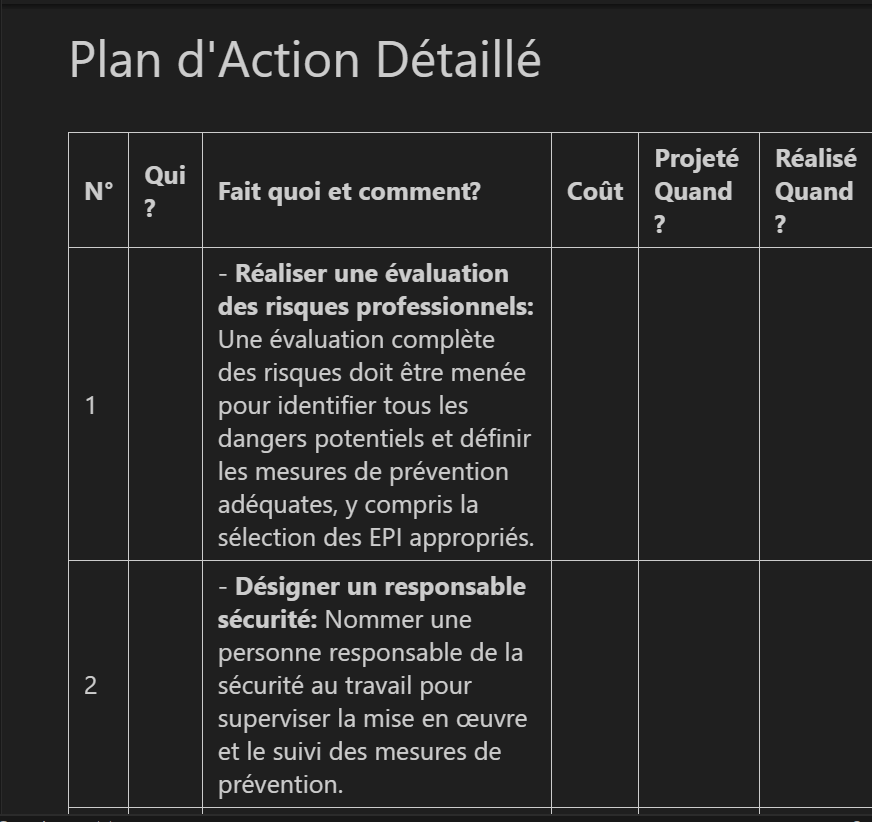 Plan d'Action Détaillé
N°
Qui
?
Fait quoi et comment?
Coût
Projeté
Quand
?
Réalisé
Quand
?
1
- Réaliser une évaluation
des risques professionnels:
Une évaluation complète
des risques doit être menée
pour identifier tous les
dangers potentiels et définir
les mesures de prévention
adéquates, y compris la
sélection des EPI appropriés.
2
- Désigner un responsable
sécurité: Nommer une
personne responsable de la
sécurité au travail pour
superviser la mise en œuvre
et le suivi des mesures de
prévention.